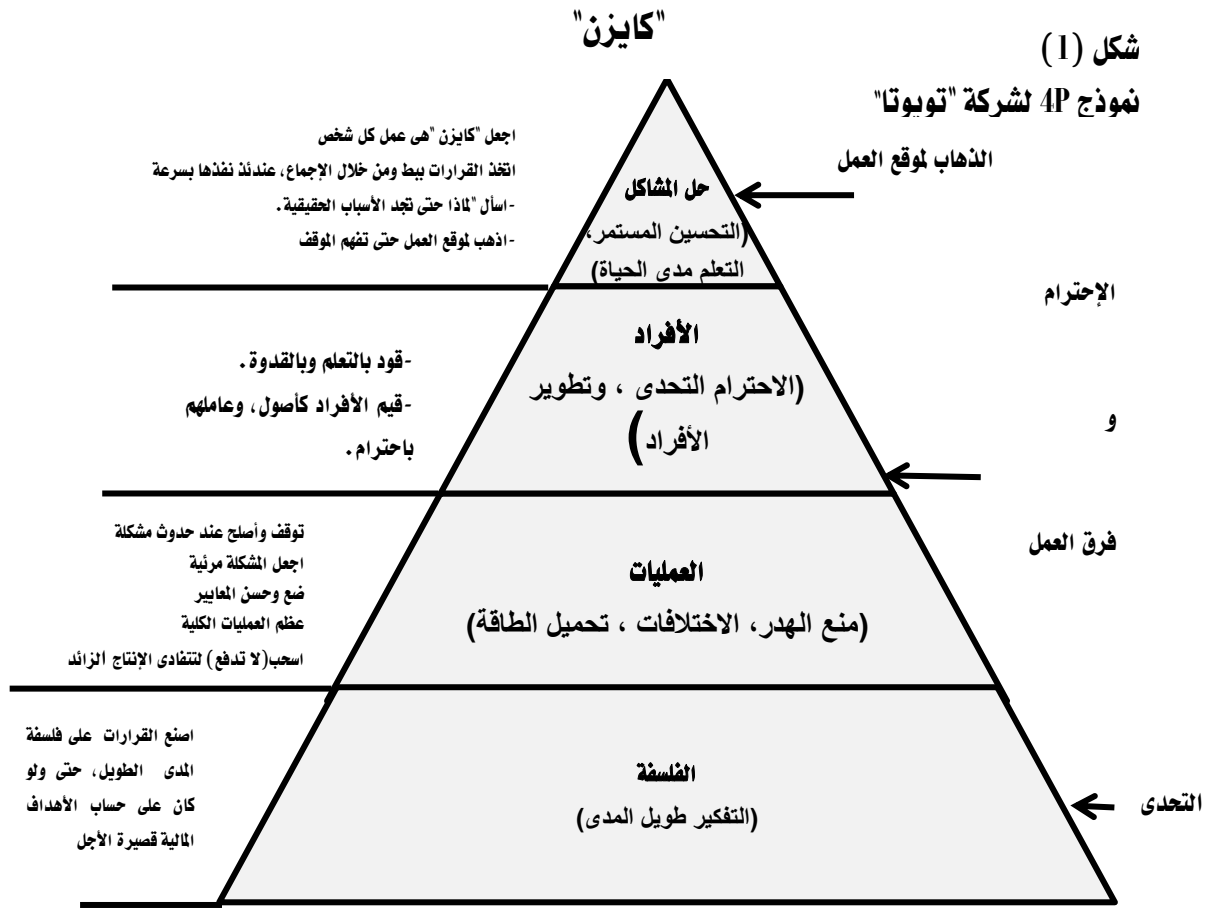 "كايزن"
شكل (1)
نموذج 4P لشركة "تويوتا"
الذهاب لموقع العمل
اجعل "كايزن "هى عمل كل شخص
اتخذ القرارات ببط ومن خلال الإجماع، عندئذ نفذها بسرعة
-اسأل "لماذا حتى تجد الأسباب الحقيقية.
-اذهب لموقع العمل حتى تفهم الموقف
حل المشاكل
(التحسين المستمر،
التعلم مدى الحياة)
الإحترام
و
فرق العمل
الأفراد
(الاحترام التحدى ، وتطوير
الأفراد)
-قود بالتعلم وبالقدوة.
-قيم الأفراد كأصول، وعاملهم
باحترام.
العمليات
(منع الهدر، الاختلافات ، تحميل الطاقة)
توقف وأصلح عند حدوث مشكلة
اجعل المشكلة مرئية
ضع وحسن المعايير
عظم العمليات الكلية
اسحب(لا تدفع) لتتفادى الإنتاج الزائد
الفلسفة
(التفكير طويل المدى)
اصنع القرارات على فلسفة
المدى الطويل، حتى ولو
كان على حساب الأهداف
المالية قصيرة الأجل
التحدى